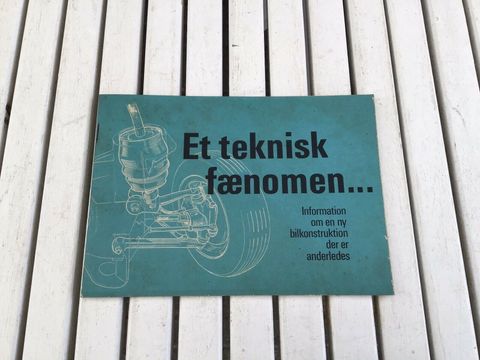 Et teknisk
fænomen...
Information
om en ny
bilkonstruktion
der er
anderledes